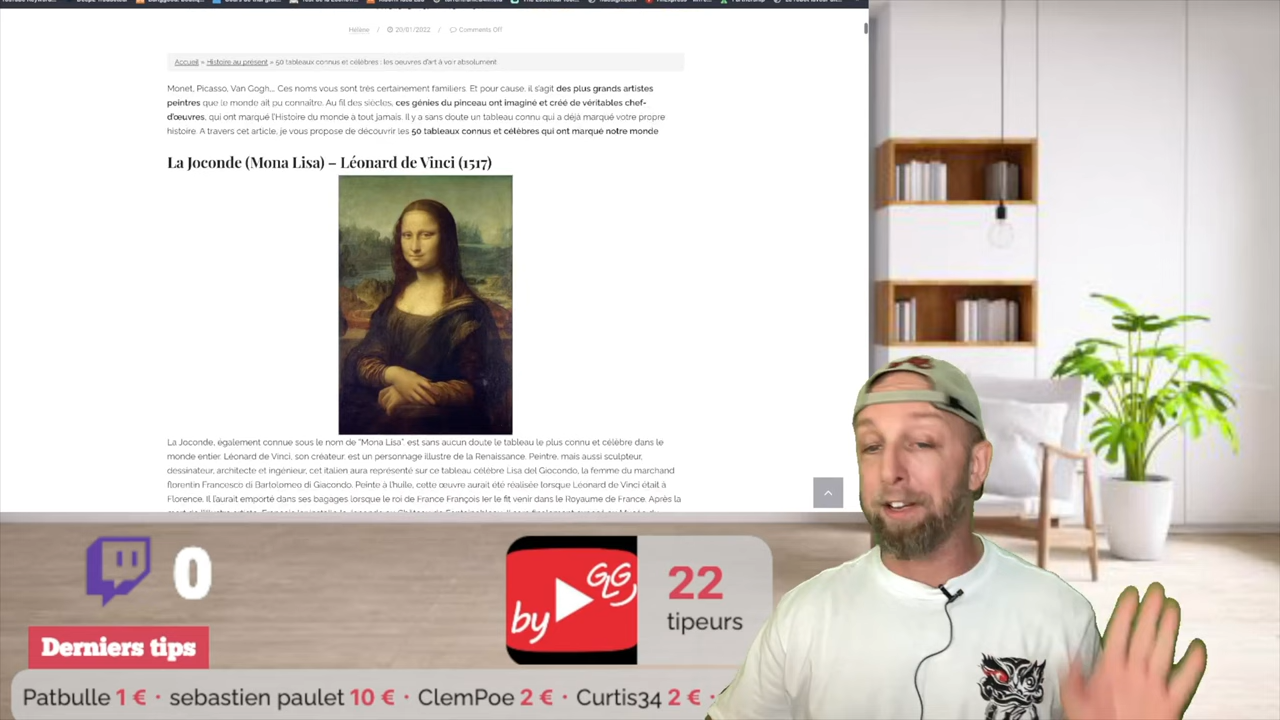 Hélène / 20/01/2022 / Comments Off
Accueil » Histoire au présent » 50 tableaux connus et célèbres : les oeuvres d'art à voir absolument
Monet, Picasso, Van Gogh... Ces noms vous sont très certainement familiers. Et pour cause, il s'agit des plus grands artistes
peintres que le monde ait pu connaître. Au fil des siècles, ces génies du pinceau ont imaginé et créé de véritables chef-
d'œuvres, qui ont marqué l'Histoire du monde à tout jamais. Il y a sans doute un tableau connu qui a déjà marqué votre propre
histoire. A travers cet article, je vous propose de découvrir les 50 tableaux connus et célèbres qui ont marqué notre monde
La Joconde (Mona Lisa) – Léonard de Vinci (1517)
La Joconde, également connue sous le nom de "Mona Lisa" est sans aucun doute le tableau le plus connu et célèbre dans le
monde entier. Léonard de Vinci, son créateur, est un personnage illustre de la Renaissance. Peintre, mais aussi sculpteur,
dessinateur, architecte et ingénieur, cet italien aura représenté sur ce tableau célèbre Lisa del Giocondo, la femme du marchand
florentin Francesco di Bartolomeo di Giacondo. Peinte à l'huile, cette œuvre aurait été réalisée lorsque Léonard de Vinci était à
Florence. Il l'aurait emporté dans ses bagages lorsque le roi de France François Ier le fit venir dans le Royaume de France. Après la
0
by GLG
22
tipeurs
Derniers tips
Patbulle 1 € · sebastien paulet 10 € · ClemPoe 2 € · Curtis34 2 € ·